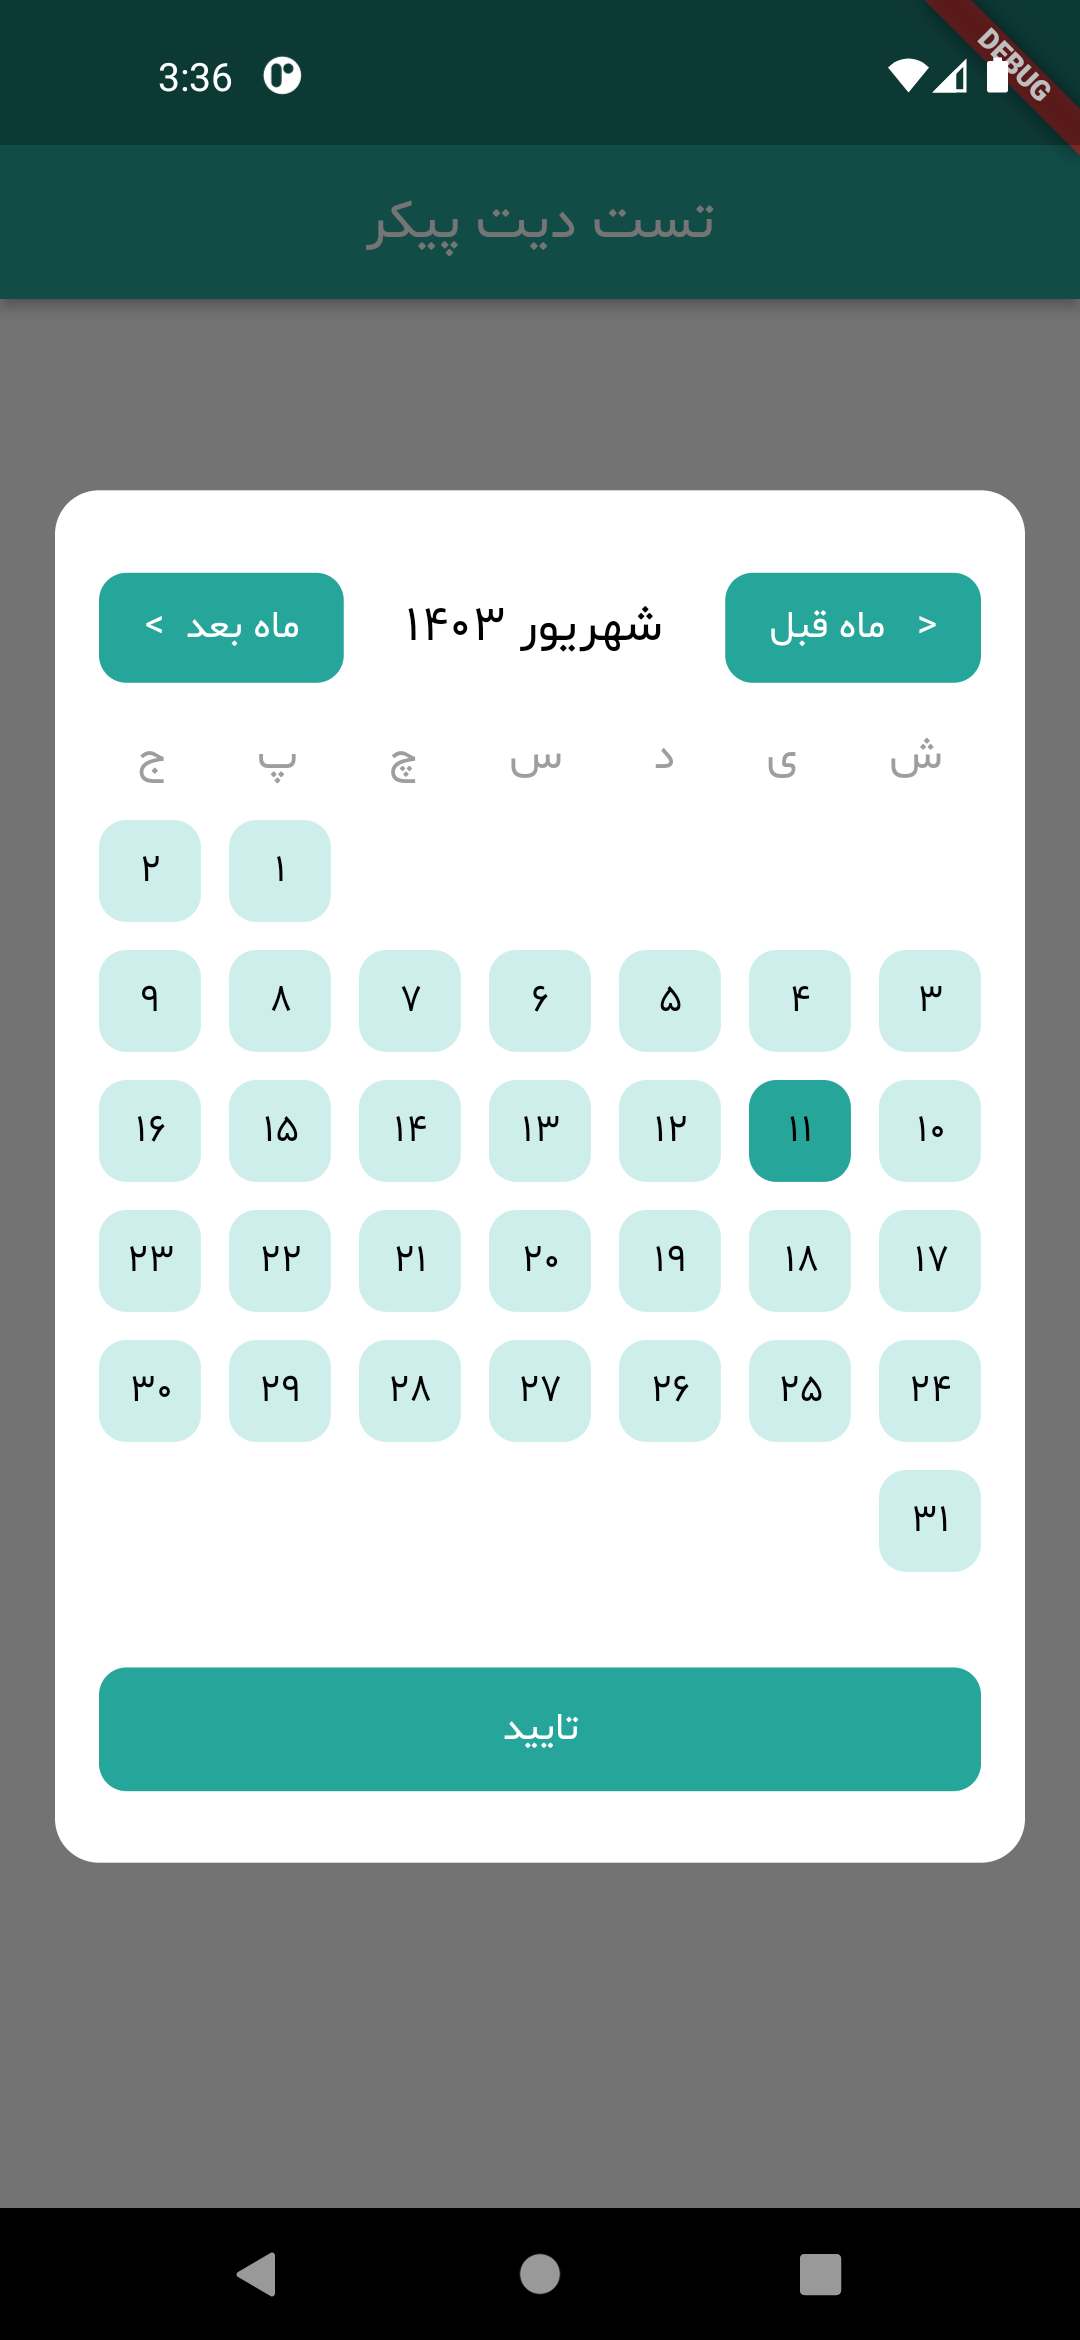 3:36
DEBUG
تست دیت پیکر
< ماه قبل شهریور ۱۴۰۳ ماه بعد >
ش ی د س چ پ ج
۱ ۲
۳ ۴ ۵ ۶ ۷ ۸ ۹
۱۰ ۱۱ ۱۲ ۱۳ ۱۴ ۱۵ ۱۶
۱۷ ۱۸ ۱۹ ۲۰ ۲۱ ۲۲ ۲۳
۲۴ ۲۵ ۲۶ ۲۷ ۲۸ ۲۹ ۳۰
۳۱
تایید